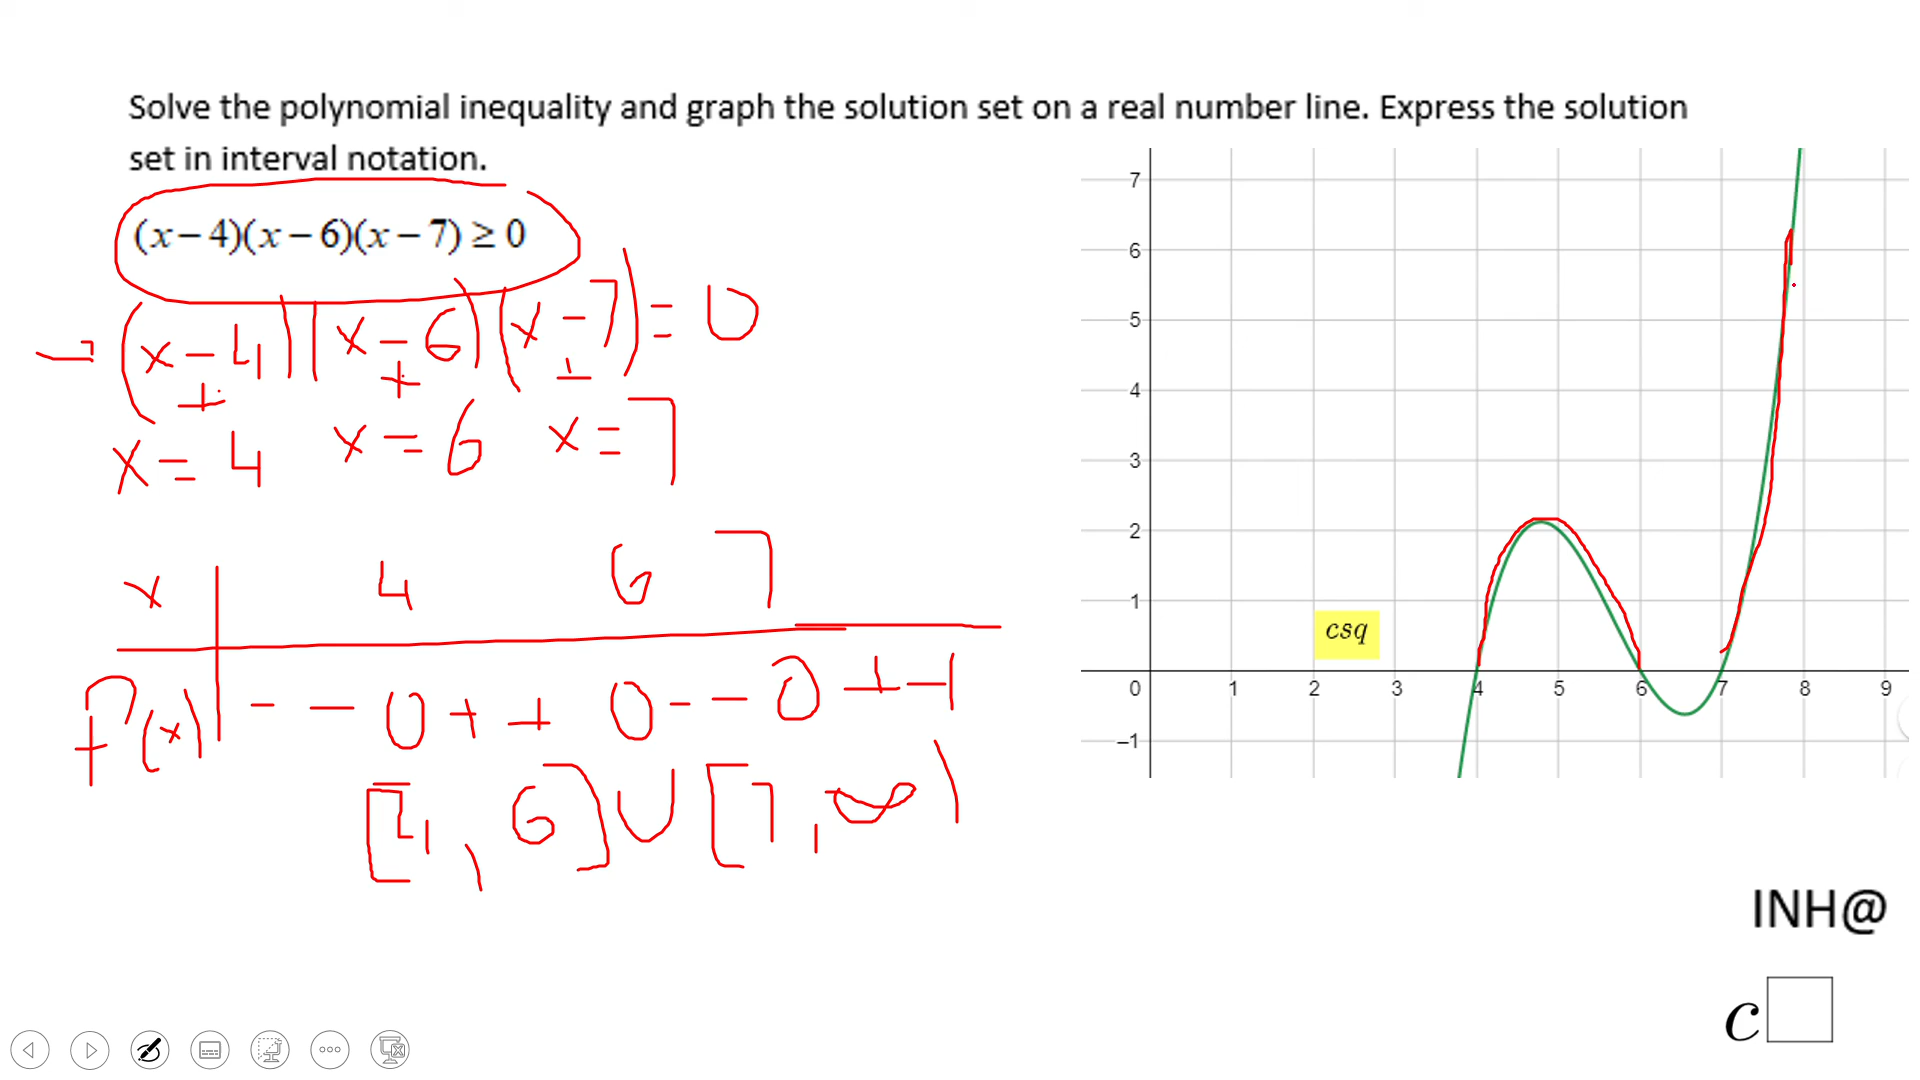 Solve the polynomial inequality and graph the solution set on a real number line. Express the solution
set in interval notation.
(x−4)(x−6)(x−7)≥0
→(x−4)(x−6)(x−7)=0
+ + +
x=4 x=6 x=7
x 4 6 7
f(x) − − 0 + + 0 − − 0 + +
[4, 6]∪[7, ∞)
7
6
5
4
3
2
1
−1
0 1 2 3 4 5 6 7 8 9
csq
INH@
c